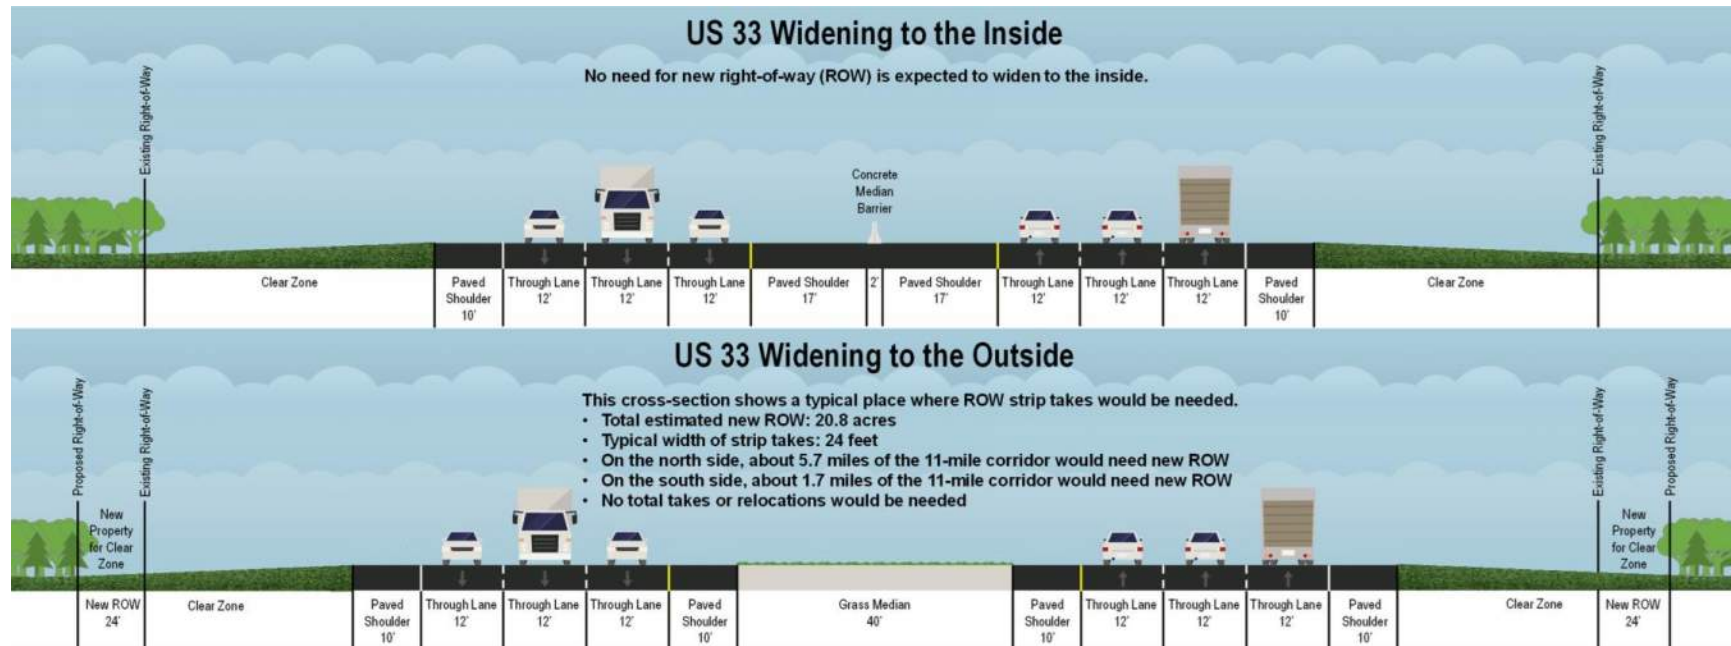 US 33 Widening to the Inside
No need for new right-of-way (ROW) is expected to widen to the inside.
Existing Right-of-Way
Concrete
Median
Barrier
Existing Right-of-Way
Clear Zone
Paved
Shoulder
10'
Through Lane
12'
Through Lane
12'
Through Lane
12'
Paved Shoulder
17'
2'
Paved Shoulder
17'
Through Lane
12'
Through Lane
12'
Through Lane
12'
Paved
Shoulder
10'
Clear Zone
US 33 Widening to the Outside
This cross-section shows a typical place where ROW strip takes would be needed.
• Total estimated new ROW: 20.8 acres
• Typical width of strip takes: 24 feet
• On the north side, about 5.7 miles of the 11-mile corridor would need new ROW
• On the south side, about 1.7 miles of the 11-mile corridor would need new ROW
• No total takes or relocations would be needed
Proposed Right-of-Way
Existing Right-of-Way
New
Property
for Clear
Zone
Existing Right-of-Way
Proposed Right-of-Way
New
Property
for Clear
Zone
New ROW
24'
Clear Zone
Paved
Shoulder
10'
Through Lane
12'
Through Lane
12'
Through Lane
12'
Paved
Shoulder
10'
Grass Median
40'
Paved
Shoulder
10'
Through Lane
12'
Through Lane
12'
Through Lane
12'
Paved
Shoulder
10'
Clear Zone
New ROW
24'